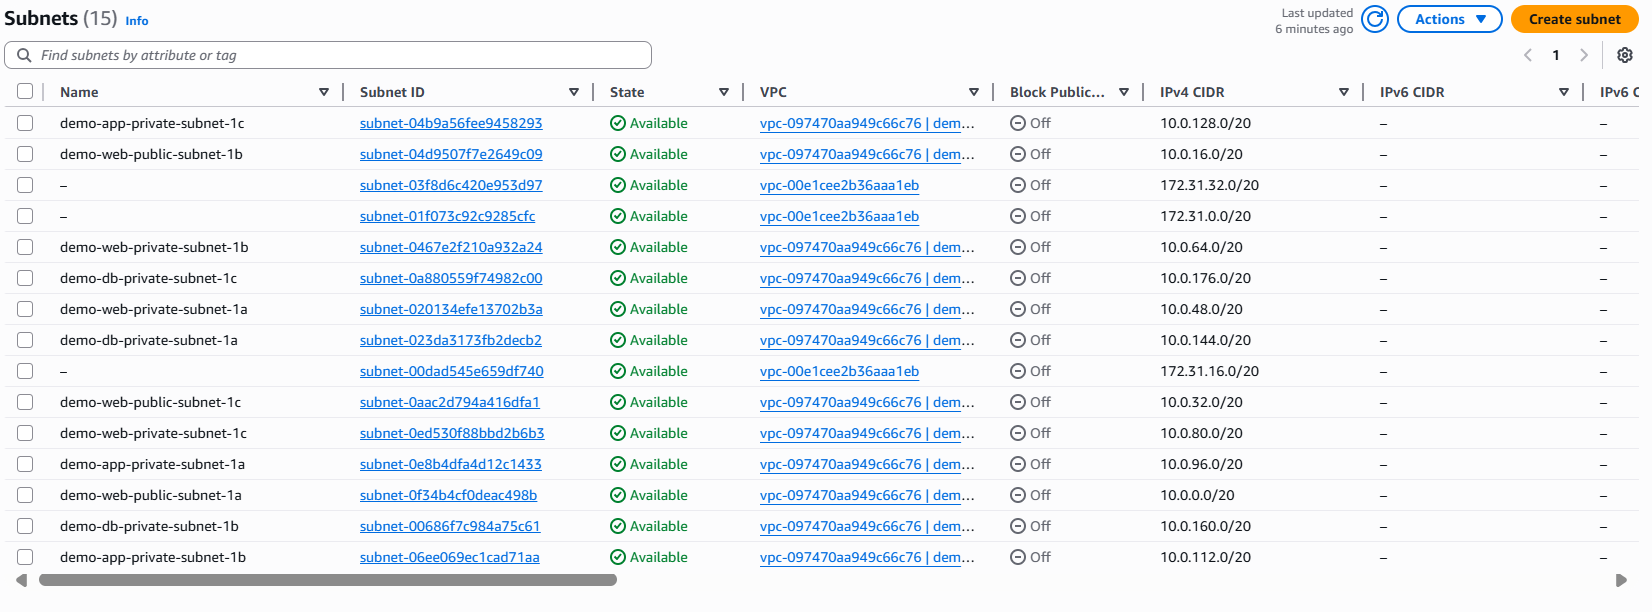 Subnets (15) Info
Last updated
6 minutes ago
Actions
Create subnet
Find subnets by attribute or tag
1
Name Subnet ID State VPC Block Public... IPv4 CIDR IPv6 CIDR IPv6 C
demo-app-private-subnet-1c subnet-04b9a56fee9458293 Available vpc-097470aa949c66c76 | dem... Off 10.0.128.0/20 – –
demo-web-public-subnet-1b subnet-04d9507f7e2649c09 Available vpc-097470aa949c66c76 | dem... Off 10.0.16.0/20 – –
– subnet-03f8d6c420e953d97 Available vpc-00e1cee2b36aaa1eb Off 172.31.32.0/20 – –
– subnet-01f073c92c9285cfc Available vpc-00e1cee2b36aaa1eb Off 172.31.0.0/20 – –
demo-web-private-subnet-1b subnet-0467e2f210a932a24 Available vpc-097470aa949c66c76 | dem... Off 10.0.64.0/20 – –
demo-db-private-subnet-1c subnet-0a880559f74982c00 Available vpc-097470aa949c66c76 | dem... Off 10.0.176.0/20 – –
demo-web-private-subnet-1a subnet-020134efe13702b3a Available vpc-097470aa949c66c76 | dem... Off 10.0.48.0/20 – –
demo-db-private-subnet-1a subnet-023da3173fb2decb2 Available vpc-097470aa949c66c76 | dem... Off 10.0.144.0/20 – –
– subnet-00dad545e659df740 Available vpc-00e1cee2b36aaa1eb Off 172.31.16.0/20 – –
demo-web-public-subnet-1c subnet-0aac2d794a416dfa1 Available vpc-097470aa949c66c76 | dem... Off 10.0.32.0/20 – –
demo-web-private-subnet-1c subnet-0ed530f88bbd2b6b3 Available vpc-097470aa949c66c76 | dem... Off 10.0.80.0/20 – –
demo-app-private-subnet-1a subnet-0e8b4dfa4d12c1433 Available vpc-097470aa949c66c76 | dem... Off 10.0.96.0/20 – –
demo-web-public-subnet-1a subnet-0f34b4cf0deac498b Available vpc-097470aa949c66c76 | dem... Off 10.0.0.0/20 – –
demo-db-private-subnet-1b subnet-00686f7c984a75c61 Available vpc-097470aa949c66c76 | dem... Off 10.0.160.0/20 – –
demo-app-private-subnet-1b subnet-06ee069ec1cad71aa Available vpc-097470aa949c66c76 | dem... Off 10.0.112.0/20 – –